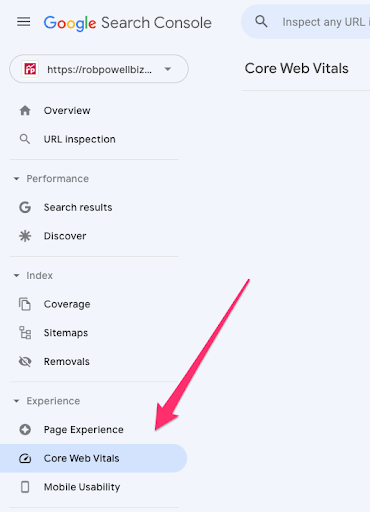 Google Search Console
Inspect any URL i
https://robpowellbiz...
Core Web Vitals
Overview
URL inspection
Performance
Search results
Discover
Index
Coverage
Sitemaps
Removals
Experience
Page Experience
Core Web Vitals
Mobile Usability